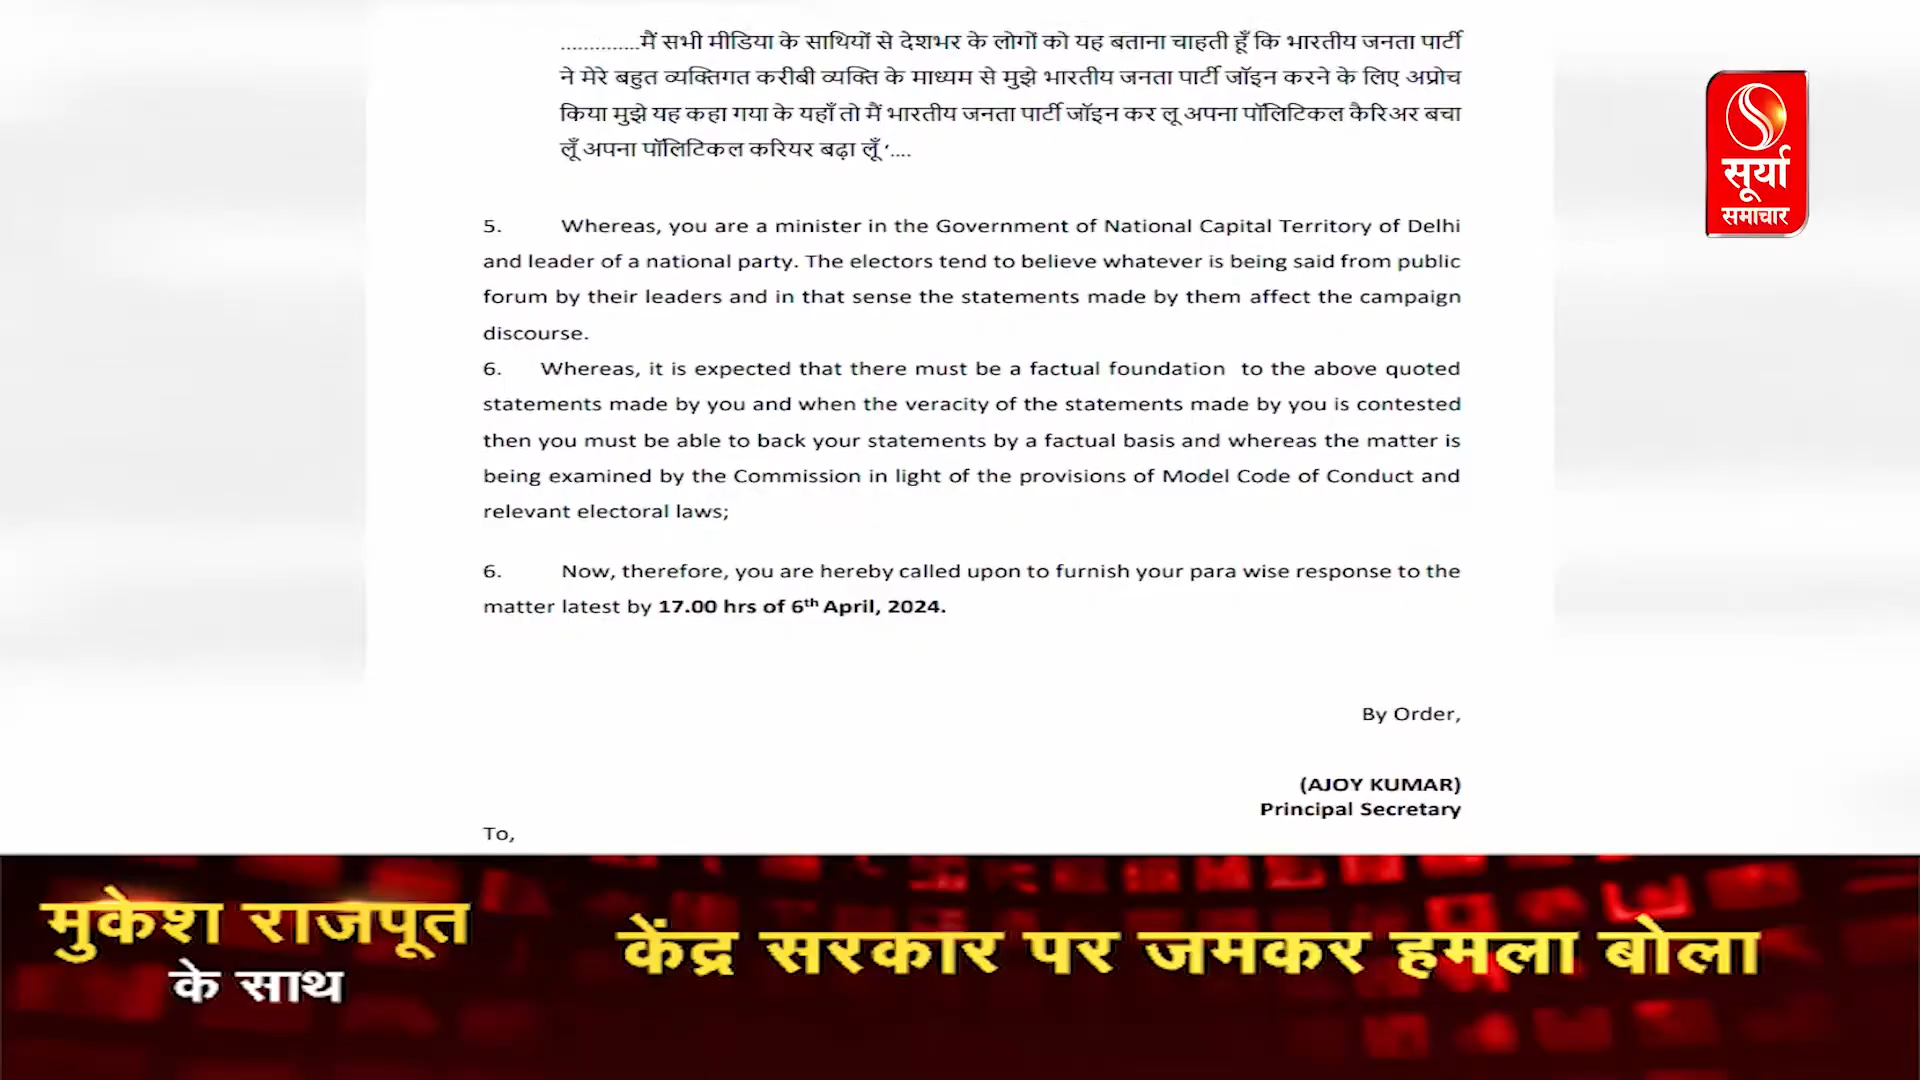 ..............मैं सभी मीडिया के साथियों से देशभर के लोगों को यह बताना चाहती हूँ कि भारतीय जनता पार्टी
ने मेरे बहुत व्यक्तिगत करीबी व्यक्ति के माध्यम से मुझे भारतीय जनता पार्टी जॉइन करने के लिए अप्रोच
किया मुझे यह कहा गया के यहाँ तो मैं भारतीय जनता पार्टी जॉइन कर लू अपना पॉलिटिकल कैरिअर बचा
लूँ अपना पॉलिटिकल करियर बढ़ा लूँ ‘....
5. Whereas, you are a minister in the Government of National Capital Territory of Delhi
and leader of a national party. The electors tend to believe whatever is being said from public
forum by their leaders and in that sense the statements made by them affect the campaign
discourse.
6. Whereas, it is expected that there must be a factual foundation to the above quoted
statements made by you and when the veracity of the statements made by you is contested
then you must be able to back your statements by a factual basis and whereas the matter is
being examined by the Commission in light of the provisions of Model Code of Conduct and
relevant electoral laws;
6. Now, therefore, you are hereby called upon to furnish your para wise response to the
matter latest by 17.00 hrs of 6th April, 2024.
By Order,
(AJOY KUMAR)
Principal Secretary
To,
सूर्या
समाचार
मुकेश राजपूत
के साथ
केंद्र सरकार पर जमकर हमला बोला